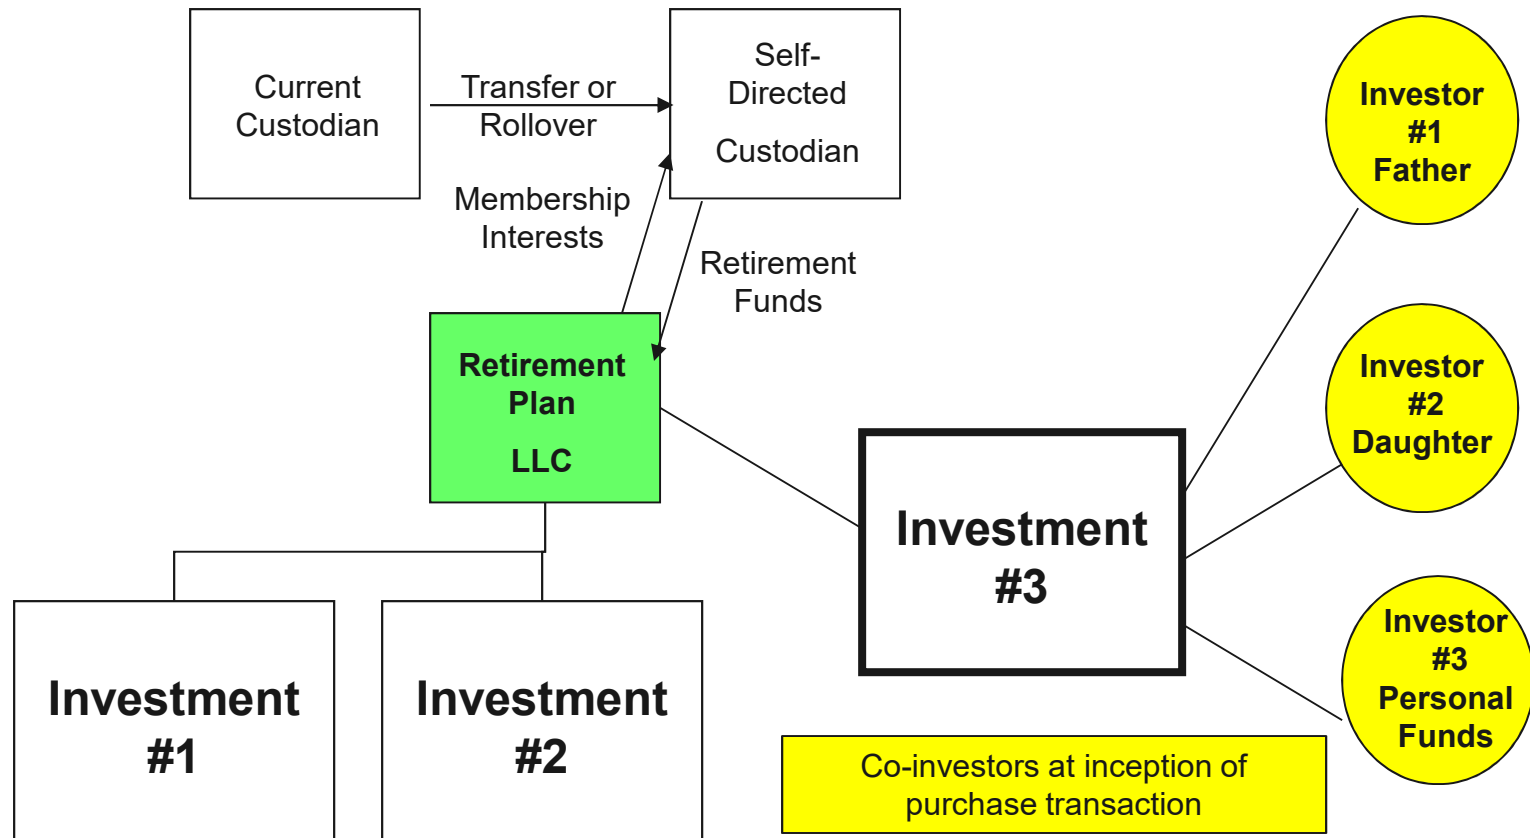 Current
Custodian
Transfer or
Rollover
Self-
Directed
Custodian
Membership
Interests
Retirement
Funds
Retirement
Plan
LLC
Investment
#1
Investment
#2
Investment
#3
Investor
#1
Father
Investor
#2
Daughter
Investor
#3
Personal
Funds
Co-investors at inception of
purchase transaction